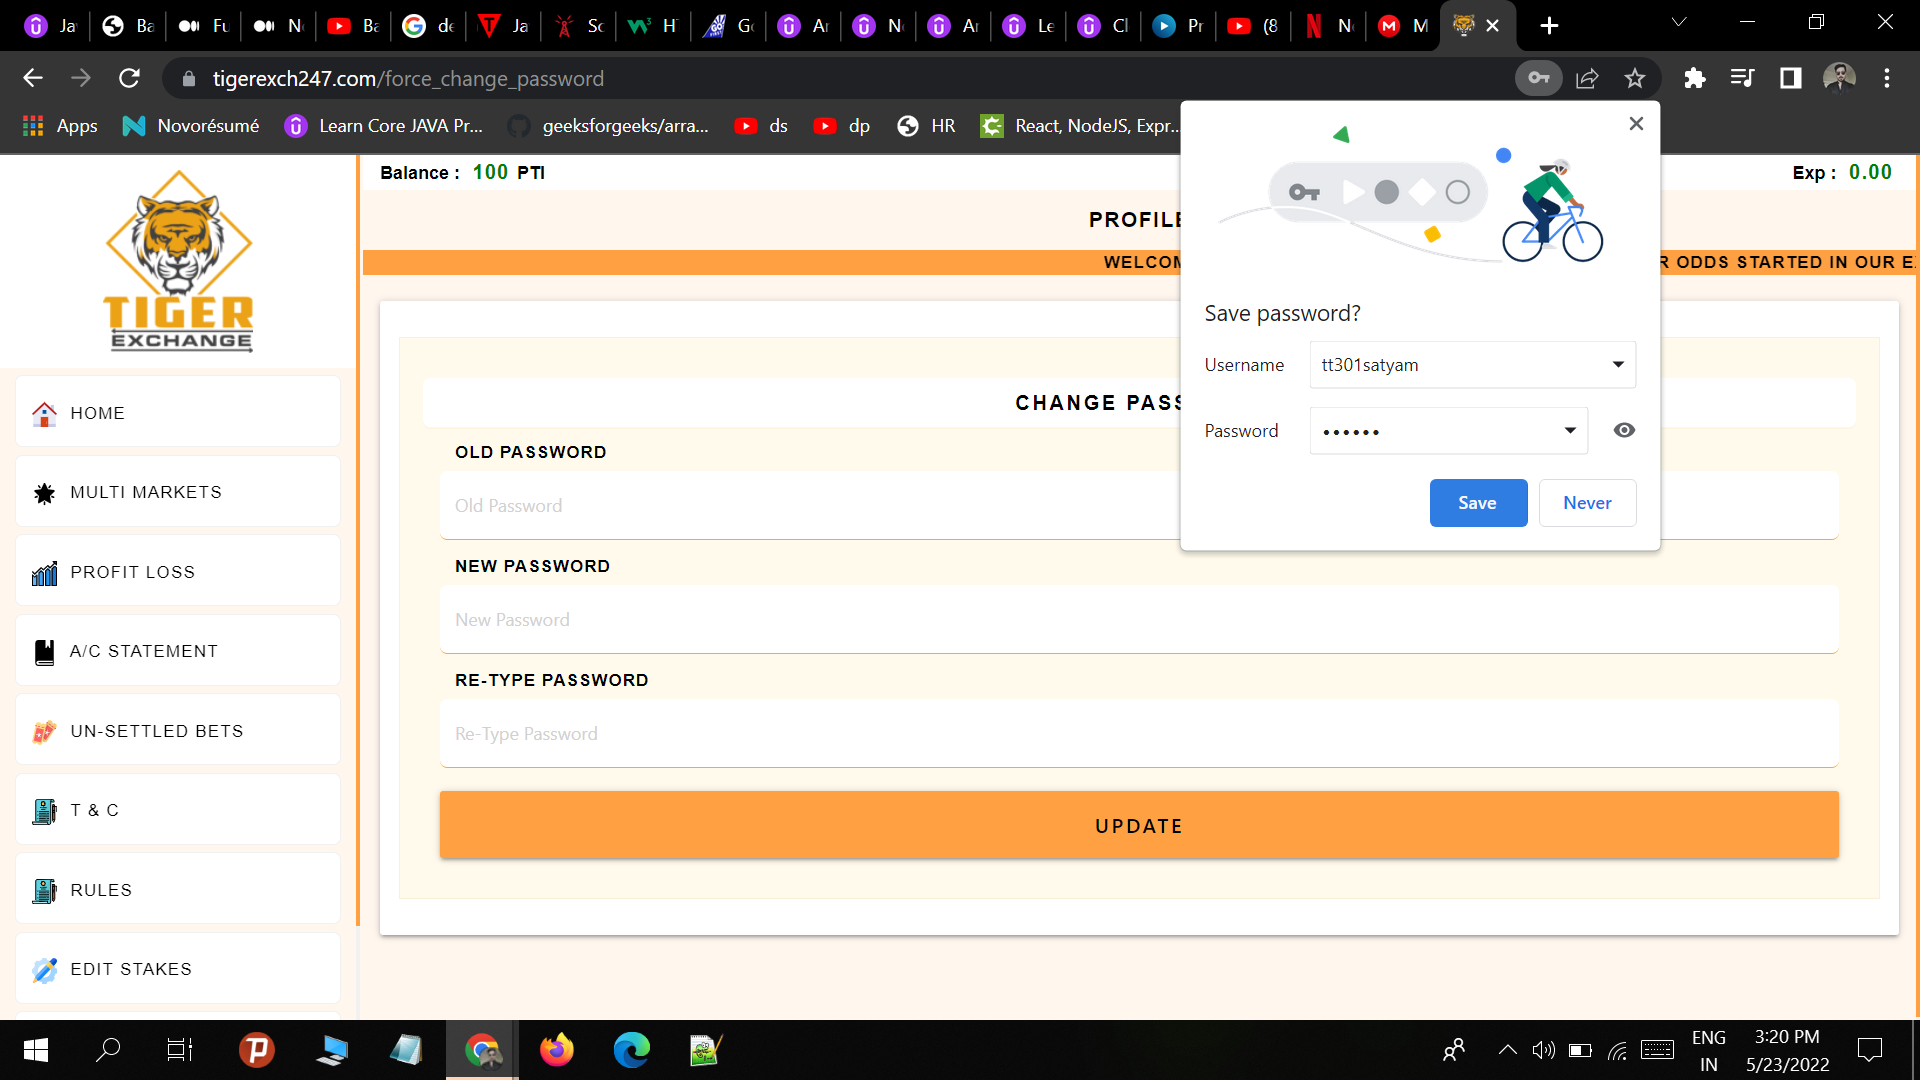 Ja
Ba
Fu
N
Ba
de
Ja
Sc
H
Go
Ar
N
Ar
Le
Cl
Pr
(8
N
M
tigerexch247.com/force_change_password
Apps
Novorésumé
Learn Core JAVA Pr...
geeksforgeeks/arra...
ds
dp
HR
React, NodeJS, Expr...
TIGER
EXCHANGE
Balance : 100 PTI
Exp : 0.00
PROFILE
WELCOM
R ODDS STARTED IN OUR E
Save password?
Username
tt301satyam
Password
••••••
Save
Never
CHANGE PASS
OLD PASSWORD
Old Password
NEW PASSWORD
New Password
RE-TYPE PASSWORD
Re-Type Password
UPDATE
HOME
MULTI MARKETS
PROFIT LOSS
A/C STATEMENT
UN-SETTLED BETS
T & C
RULES
EDIT STAKES
ENG
IN
3:20 PM
5/23/2022